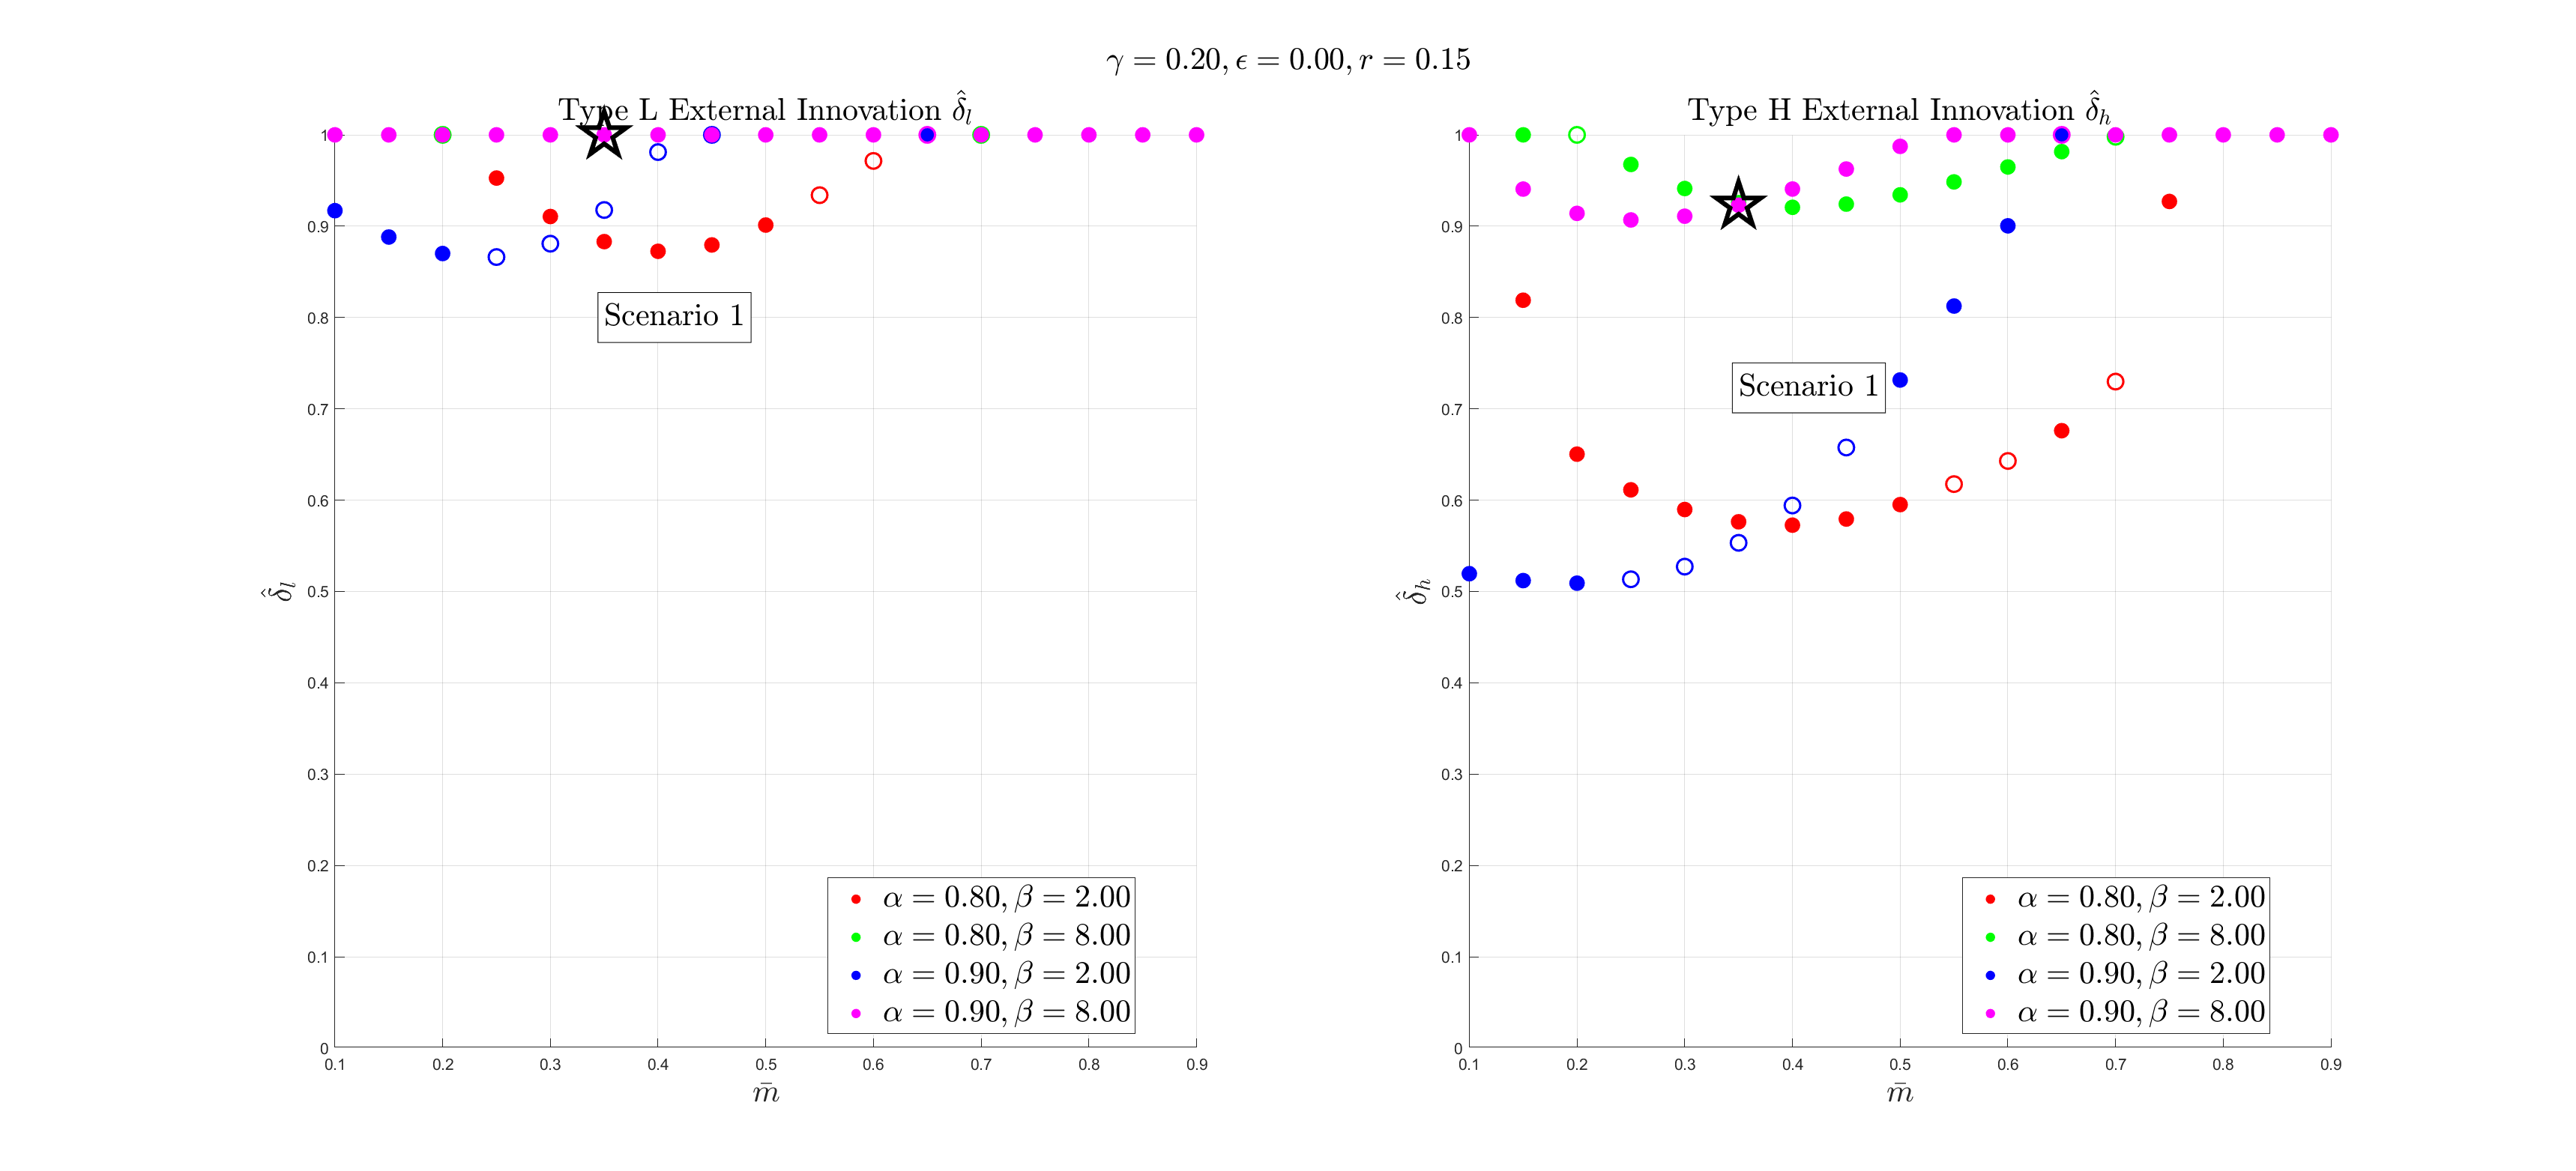 γ = 0.20, ϵ = 0.00, r = 0.15
Type L External Innovation δ̂_l
1
0.9
0.8
0.7
0.6
0.5
0.4
0.3
0.2
0.1
0
δ̂_l
Scenario 1
α = 0.80, β = 2.00
α = 0.80, β = 8.00
α = 0.90, β = 2.00
α = 0.90, β = 8.00
0.1 0.2 0.3 0.4 0.5 0.6 0.7 0.8 0.9
m̄
Type H External Innovation δ̂_h
1
0.9
0.8
0.7
0.6
0.5
0.4
0.3
0.2
0.1
0
δ̂_h
Scenario 1
α = 0.80, β = 2.00
α = 0.80, β = 8.00
α = 0.90, β = 2.00
α = 0.90, β = 8.00
0.1 0.2 0.3 0.4 0.5 0.6 0.7 0.8 0.9
m̄